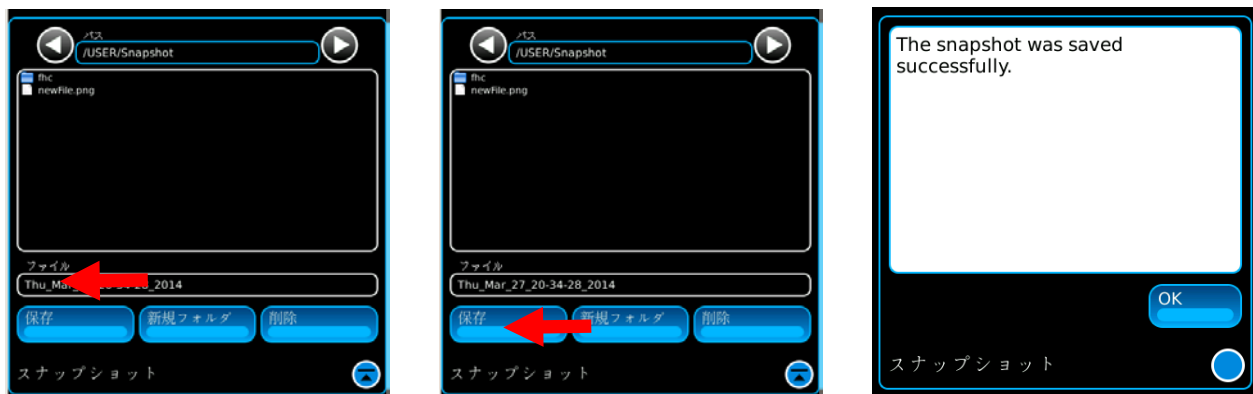 パス
/USER/Snapshot
fhc
newfile.png
ファイル
2014
保存
新規フォルダ
削除
スナップショット
パス
/USER/Snapshot
fhc
newfile.png
ファイル
Thu_Mar_27_20-34-28_2014
保存
新規フォルダ
削除
スナップショット
The snapshot was saved
successfully.
OK
スナップショット